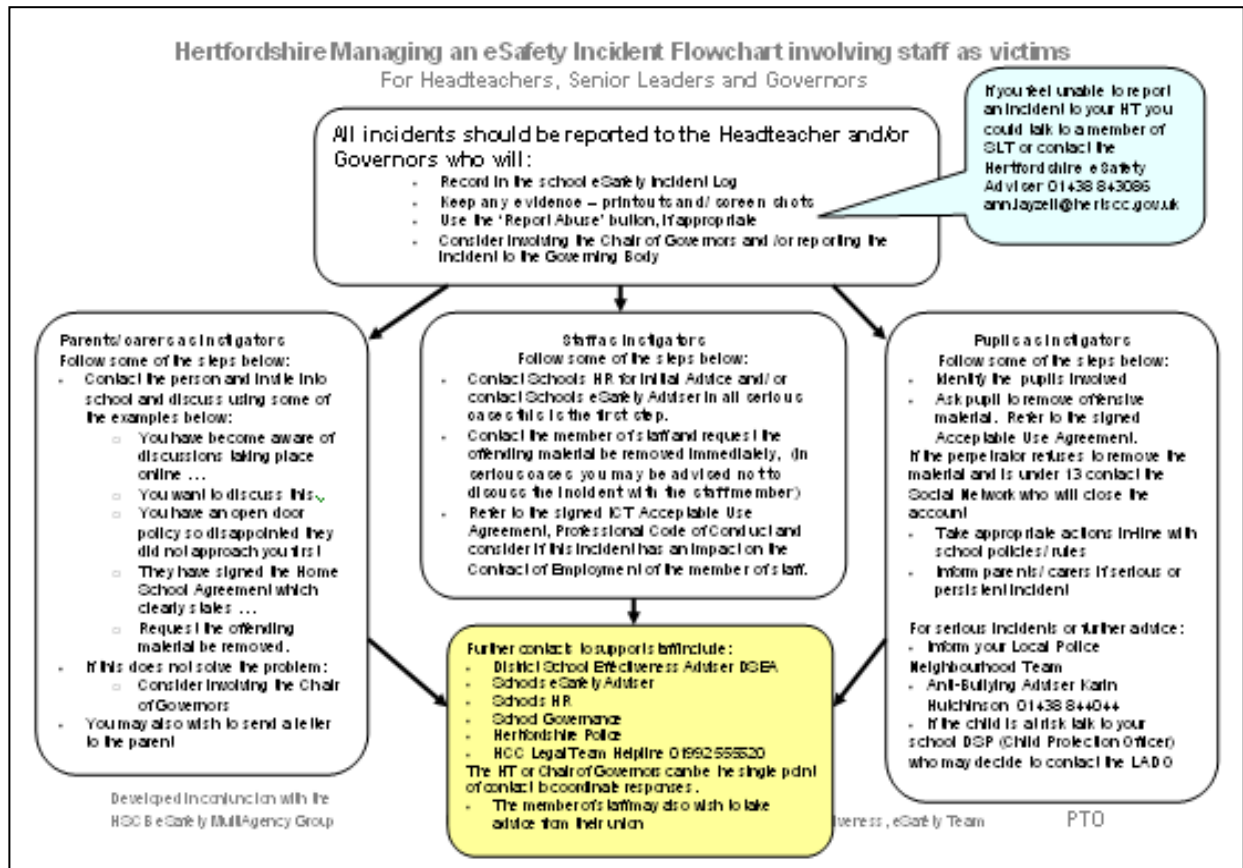 Hertfordshire Managing an eSafety Incident Flowchart involving staff as victims
For Headteachers, Senior Leaders and Governors
If you feel unable to report
an incident to your HT you
could talk to a member of
SLT or contact the
Hertfordshire eSafety
Adviser 01438 843086
ann.layzell@hertscc.gov.uk
All incidents should be reported to the Headteacher and/or
Governors who will:
- Record in the school eSafety Incident Log
- Keep any evidence – printouts and/ screen shots
- Use the 'Report Abuse' button, if appropriate
- Consider involving the Chair of Governors and /or reporting the
incident to the Governing Body
Parents/carers as instigators
Follow some of the steps below:
- Contact the person and invite into
school and discuss using some of
the examples below:
○ You have become aware of
discussions taking place
online ...
○ You want to discuss this
○ You have an open door
policy so disappointed they
did not approach you first
○ They have signed the Home
School Agreement which
clearly states ...
○ Request the offending
material be removed.
- If this does not solve the problem:
○ Consider involving the Chair
of Governors
- You may also wish to send a letter
to the parent
Staff as instigators
Follow some of the steps below:
- Contact Schools HR for initial Advice and/ or
contact Schools eSafety Adviser in all serious
cases this is the first step.
- Contact the member of staff and request the
offending material be removed immediately, (in
serious cases you may be advised not to
discuss the incident with the staff member)
- Refer to the signed ICT Acceptable Use
Agreement, Professional Code of Conduct and
consider if this incident has an impact on the
Contract of Employment of the member of staff.
Pupils as instigators
Follow some of the steps below:
- Identify the pupils involved
- Ask pupil to remove offensive
material. Refer to the signed
Acceptable Use Agreement.
If the perpetrator refuses to remove the
material and is under 13 contact the
Social Network who will close the
account
- Take appropriate actions in-line with
school policies/ rules
- Inform parents/ carers if serious or
persistent incident
For serious incidents or further advice:
- Inform your Local Police
Neighbourhood Team
- Anti-Bullying Adviser Karin
Hutchinson 01438 844044
- If the child is at risk talk to your
school DSP (Child Protection Officer)
who may decide to contact the LADO
Further contacts to support staff include:
- District School Effectiveness Adviser DSEA
- Schools eSafety Adviser
- Schools HR
- School Governance
- Hertfordshire Police
- HCC Legal Team Helpline 01992 555520
The HT or Chair of Governors can be the single point
of contact to coordinate responses.
- The member of staff may also wish to take
advice from their union
Developed in conjunction with the
HSCB eSafety MultiAgency Group
iveness, eSafety Team
PTO